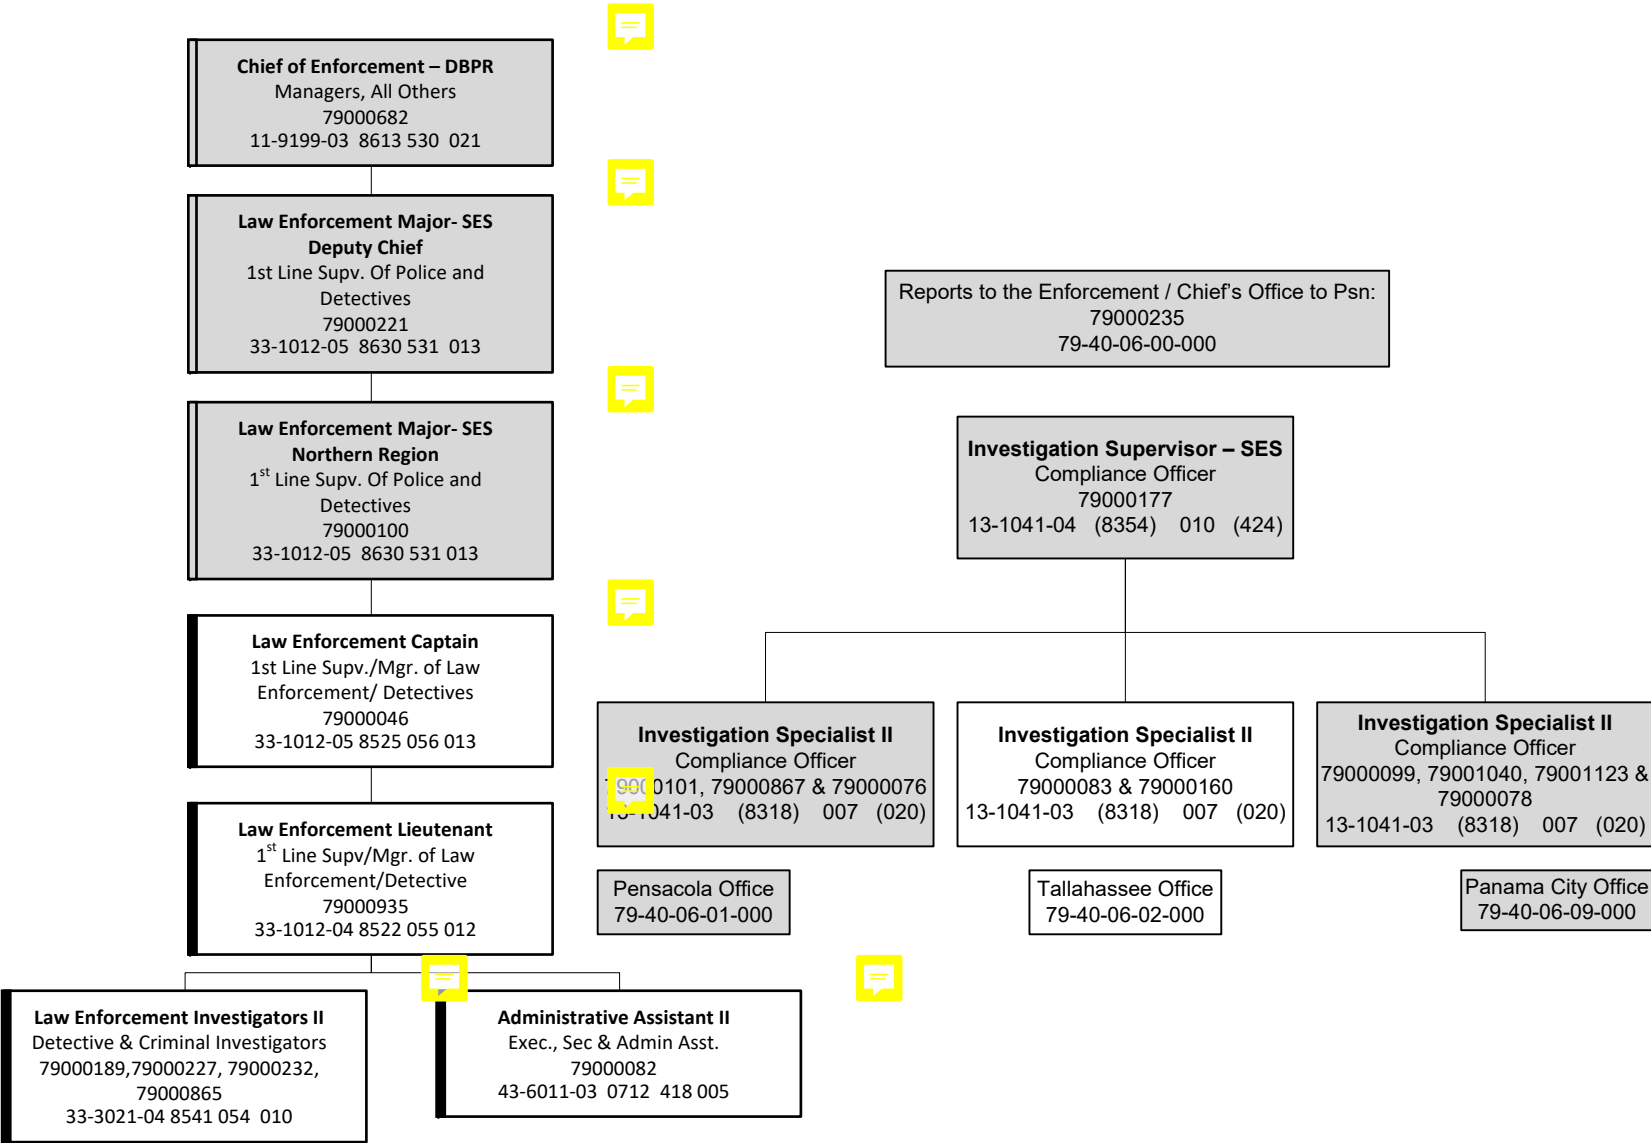 Chief of Enforcement – DBPR
Managers, All Others
79000682
11-9199-03 8613 530 021
Law Enforcement Major- SES
Deputy Chief
1st Line Supv. Of Police and
Detectives
79000221
33-1012-05 8630 531 013
Law Enforcement Major- SES
Northern Region
1st Line Supv. Of Police and
Detectives
79000100
33-1012-05 8630 531 013
Law Enforcement Captain
1st Line Supv./Mgr. of Law
Enforcement/ Detectives
79000046
33-1012-05 8525 056 013
Law Enforcement Lieutenant
1st Line Supv/Mgr. of Law
Enforcement/Detective
79000935
33-1012-04 8522 055 012
Law Enforcement Investigators II
Detective & Criminal Investigators
79000189,79000227, 79000232,
79000865
33-3021-04 8541 054 010
Administrative Assistant II
Exec., Sec & Admin Asst.
79000082
43-6011-03 0712 418 005
Reports to the Enforcement / Chief’s Office to Psn:
79000235
79-40-06-00-000
Investigation Supervisor – SES
Compliance Officer
79000177
13-1041-04 (8354) 010 (424)
Investigation Specialist II
Compliance Officer
79000101, 79000867 & 79000076
13-1041-03 (8318) 007 (020)
Pensacola Office
79-40-06-01-000
Investigation Specialist II
Compliance Officer
79000083 & 79000160
13-1041-03 (8318) 007 (020)
Tallahassee Office
79-40-06-02-000
Investigation Specialist II
Compliance Officer
79000099, 79001040, 79001123 &
79000078
13-1041-03 (8318) 007 (020)
Panama City Office
79-40-06-09-000